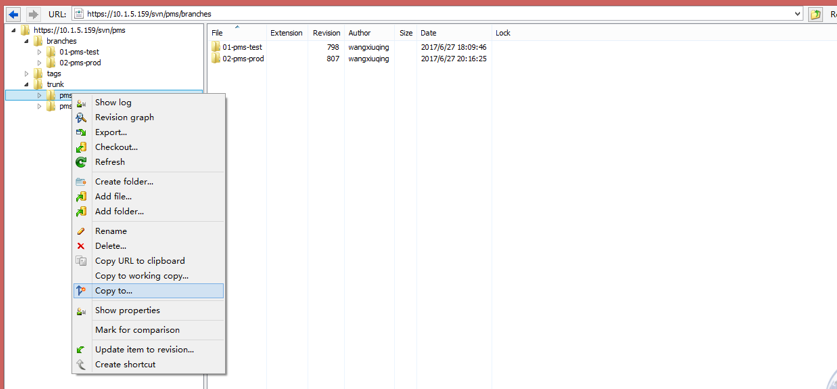 URL: https://10.1.5.159/svn/pms/branches
https://10.1.5.159/svn/pms
branches
01-pms-test
02-pms-prod
tags
trunk
pms
pms
File Extension Revision Author Size Date Lock
01-pms-test 798 wangxiuqing 2017/6/27 18:09:46
02-pms-prod 807 wangxiuqing 2017/6/27 20:16:25
Show log
Revision graph
Export...
Checkout...
Refresh
Create folder...
Add file...
Add folder...
Rename
Delete...
Copy URL to clipboard
Copy to working copy...
Copy to...
Show properties
Mark for comparison
Update item to revision...
Create shortcut